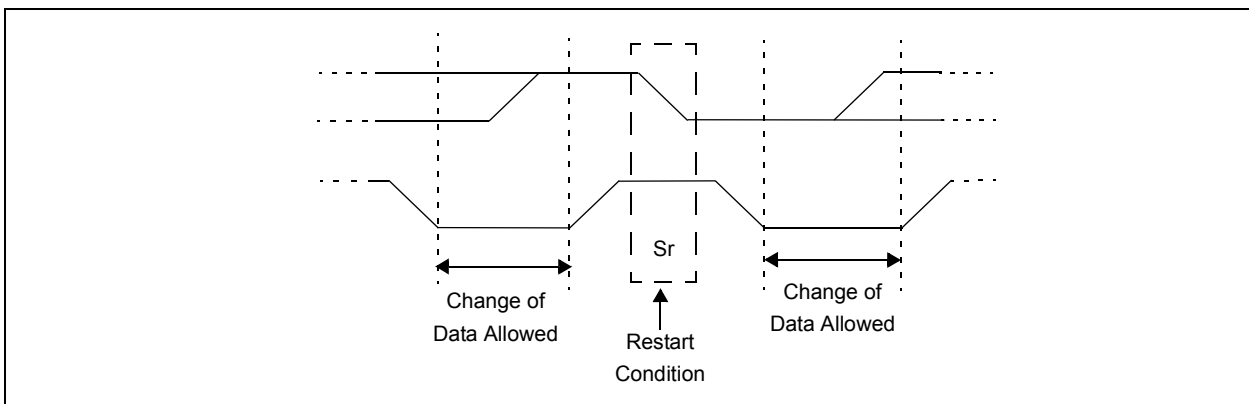 Sr
Change of
Data Allowed
Restart
Condition
Change of
Data Allowed